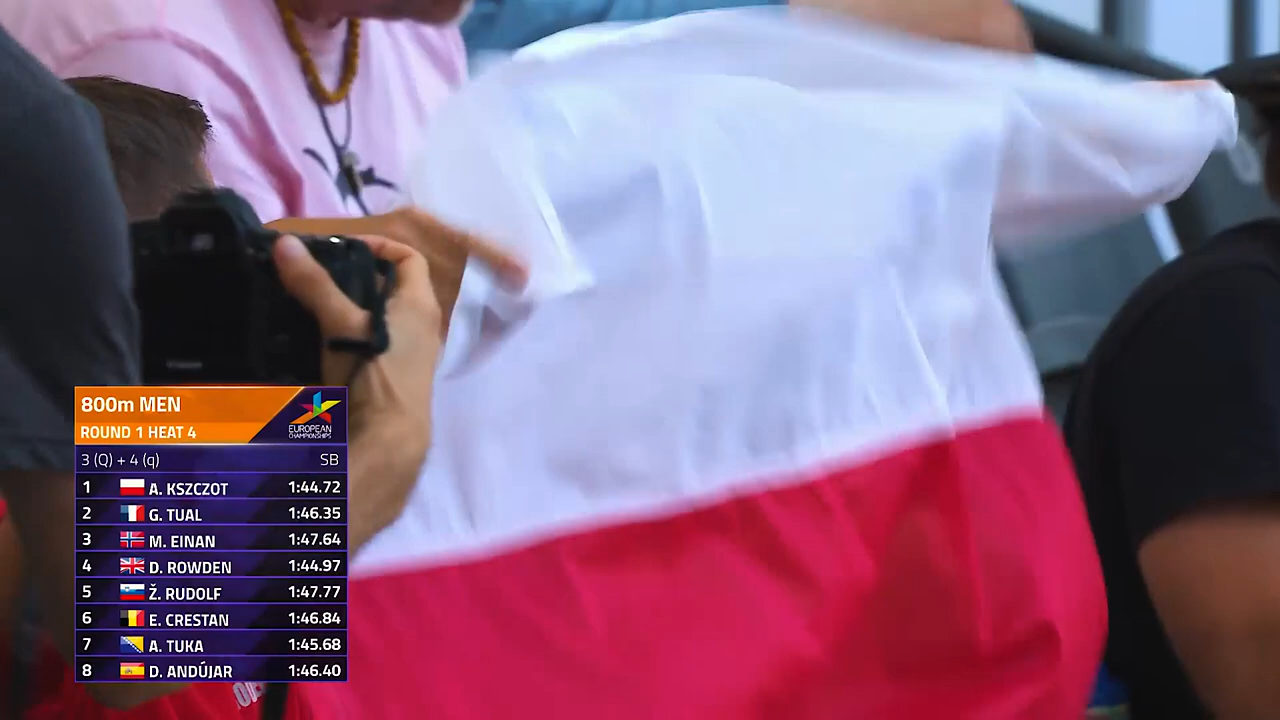 800m MEN
ROUND 1 HEAT 4
EUROPEAN
CHAMPIONSHIPS
3 (Q) + 4 (q) SB
1 A. KSZCZOT 1:44.72
2 G. TUAL 1:46.35
3 M. EINAN 1:47.64
4 D. ROWDEN 1:44.97
5 Ž. RUDOLF 1:47.77
6 E. CRESTAN 1:46.84
7 A. TUKA 1:45.68
8 D. ANDÚJAR 1:46.40